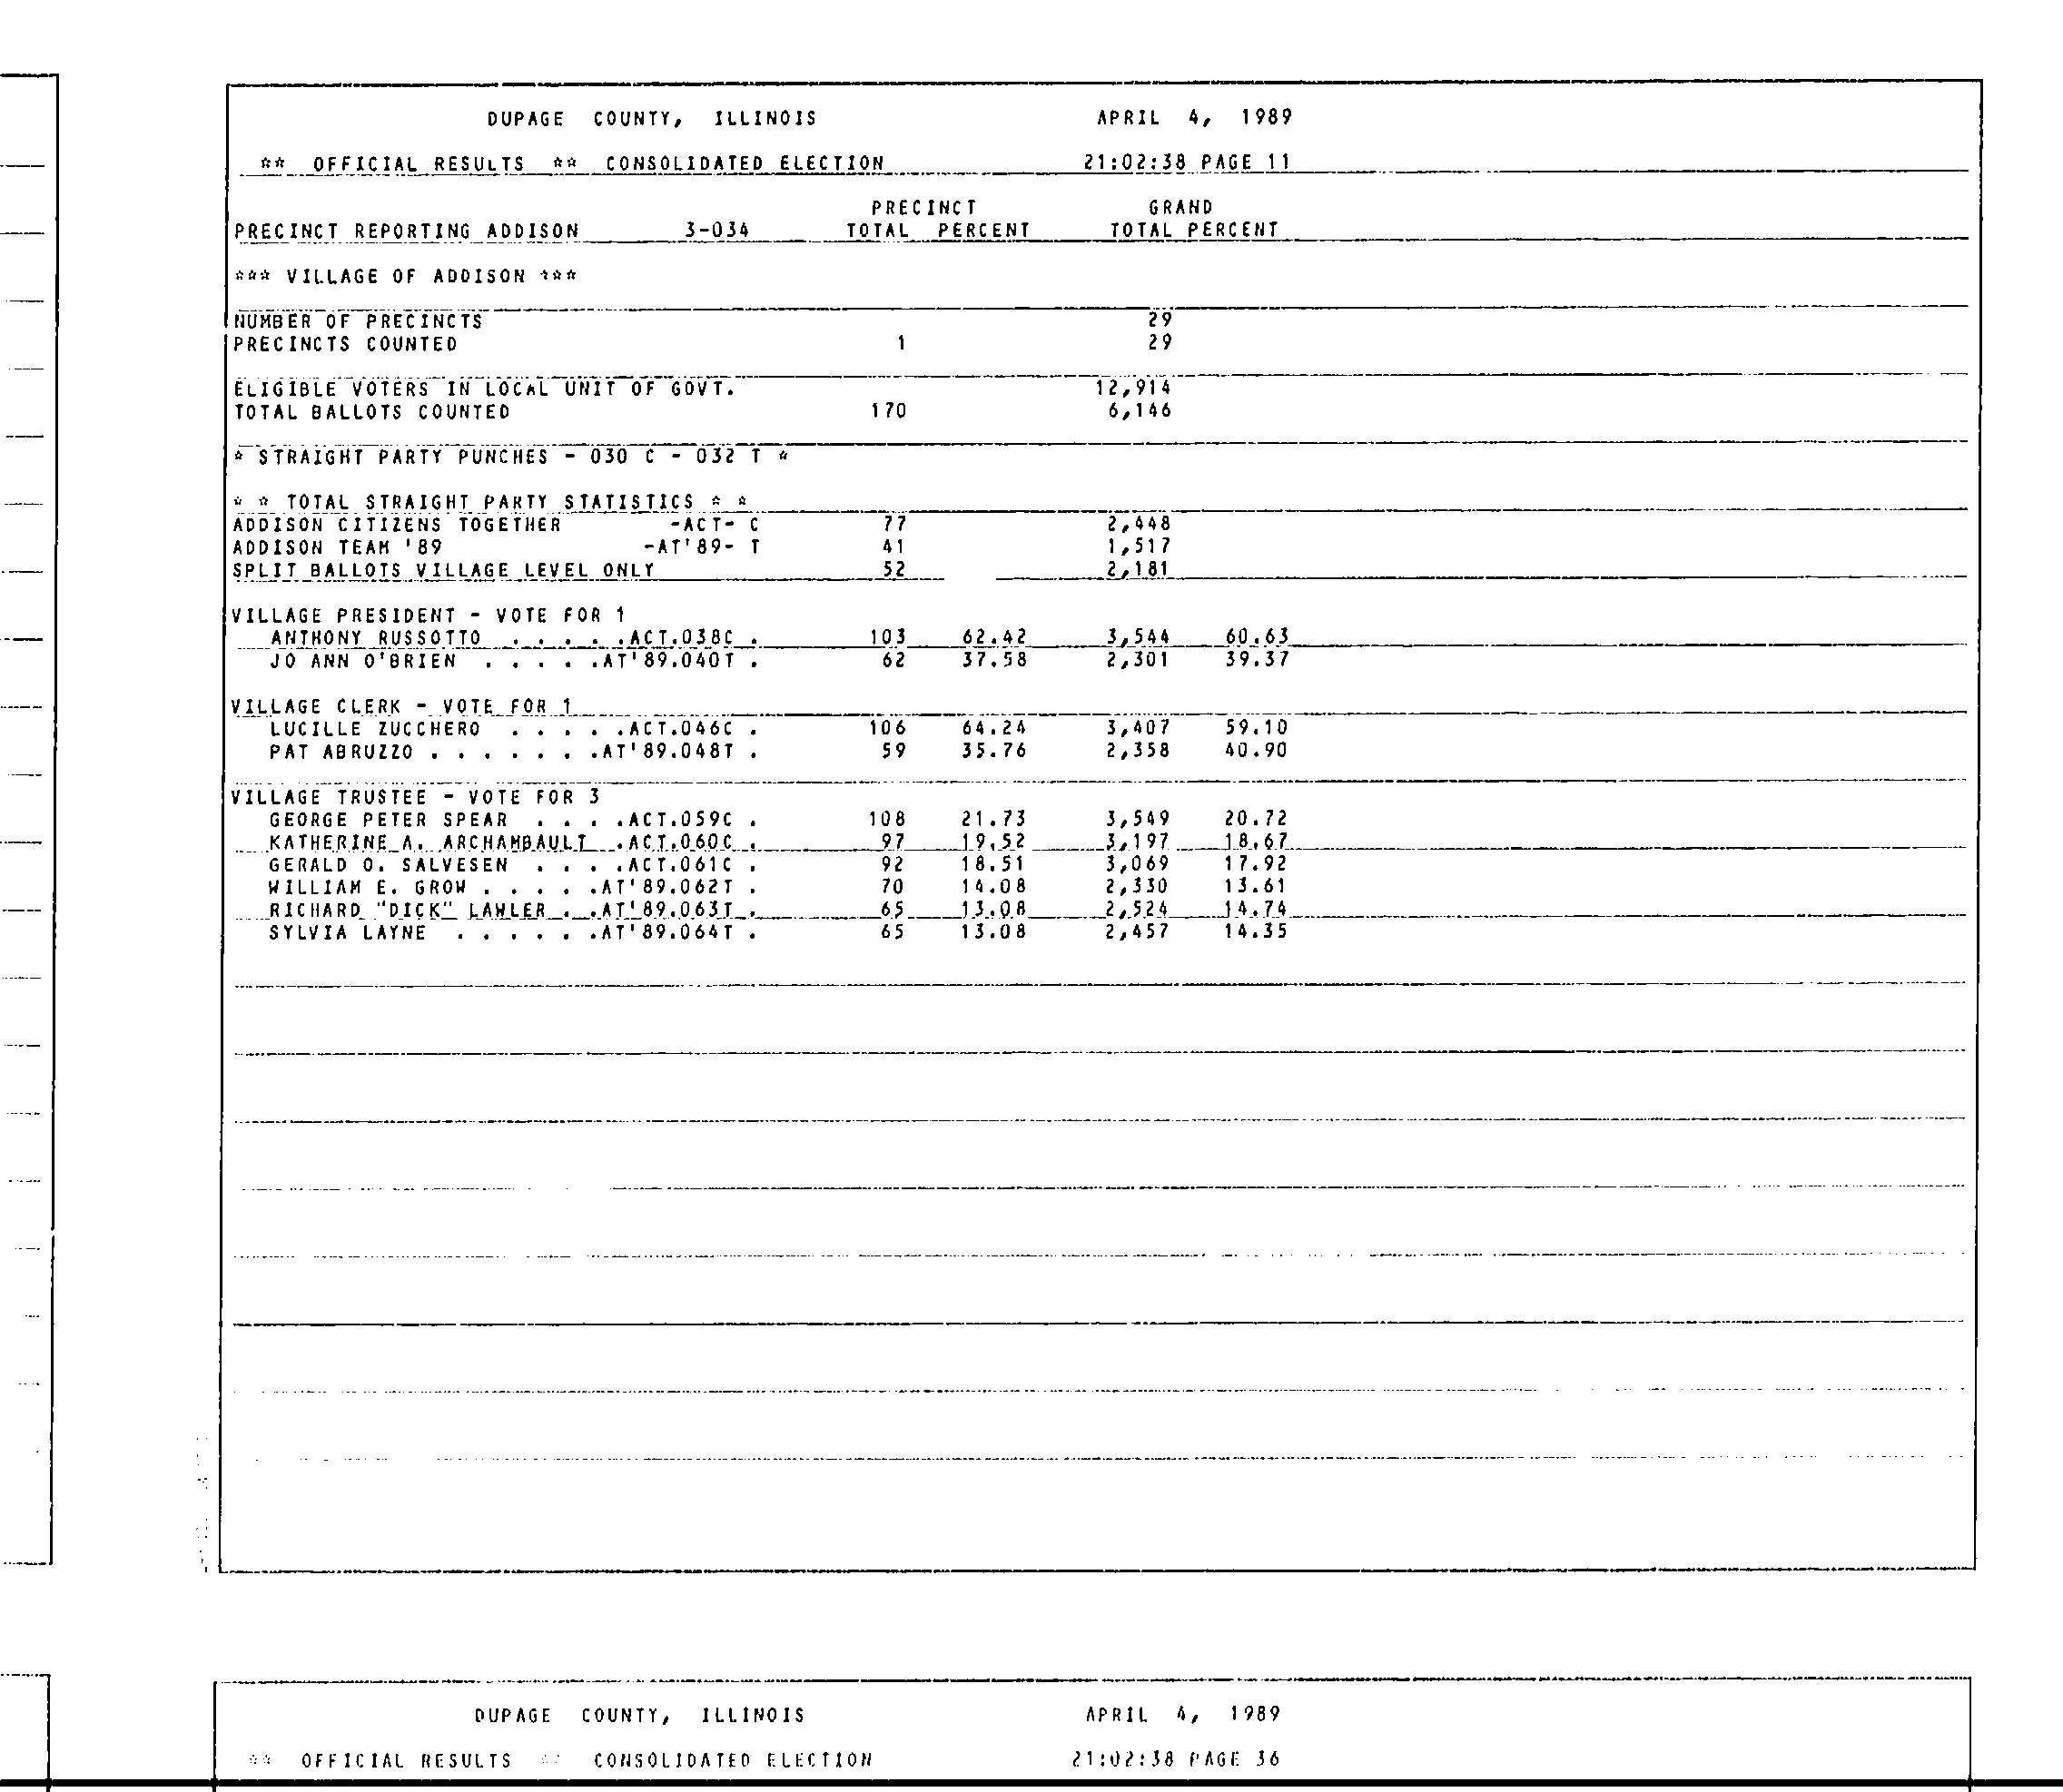 DUPAGE COUNTY, ILLINOIS APRIL 4, 1989
** OFFICIAL RESULTS ** CONSOLIDATED ELECTION 21:02:38 PAGE 11
PRECINCT GRAND
PRECINCT REPORTING ADDISON 3-034 TOTAL PERCENT TOTAL PERCENT
*** VILLAGE OF ADDISON ***
NUMBER OF PRECINCTS 29
PRECINCTS COUNTED 1 29
ELIGIBLE VOTERS IN LOCAL UNIT OF GOVT. 12,914
TOTAL BALLOTS COUNTED 170 6,146
* STRAIGHT PARTY PUNCHES - 030 C - 032 T *
* * TOTAL STRAIGHT PARTY STATISTICS * *
ADDISON CITIZENS TOGETHER -ACT- C 77 2,448
ADDISON TEAM '89 -AT'89- T 41 1,517
SPLIT BALLOTS VILLAGE LEVEL ONLY 52 2,181
VILLAGE PRESIDENT - VOTE FOR 1
ANTHONY RUSSOTTO . . . . .ACT.038C . 103 62.42 3,544 60.63
JO ANN O'BRIEN . . . . .AT'89.040T . 62 37.58 2,301 39.37
VILLAGE CLERK - VOTE FOR 1
LUCILLE ZUCCHERO . . . . .ACT.046C . 106 64.24 3,407 59.10
PAT ABRUZZO . . . . . . .AT'89.048T . 59 35.76 2,358 40.90
VILLAGE TRUSTEE - VOTE FOR 3
GEORGE PETER SPEAR . . . .ACT.059C . 108 21.73 3,549 20.72
KATHERINE A. ARCHAMBAULT .ACT.060C . 97 19.52 3,197 18.67
GERALD O. SALVESEN . . . .ACT.061C . 92 18.51 3,069 17.92
WILLIAM E. GROW . . . . .AT'89.062T . 70 14.08 2,330 13.61
RICHARD "DICK" LAWLER . .AT'89.063T . 65 13.08 2,524 14.74
SYLVIA LAYNE . . . . . .AT'89.064T . 65 13.08 2,457 14.35
DUPAGE COUNTY, ILLINOIS APRIL 4, 1989
** OFFICIAL RESULTS ** CONSOLIDATED ELECTION 21:02:38 PAGE 36